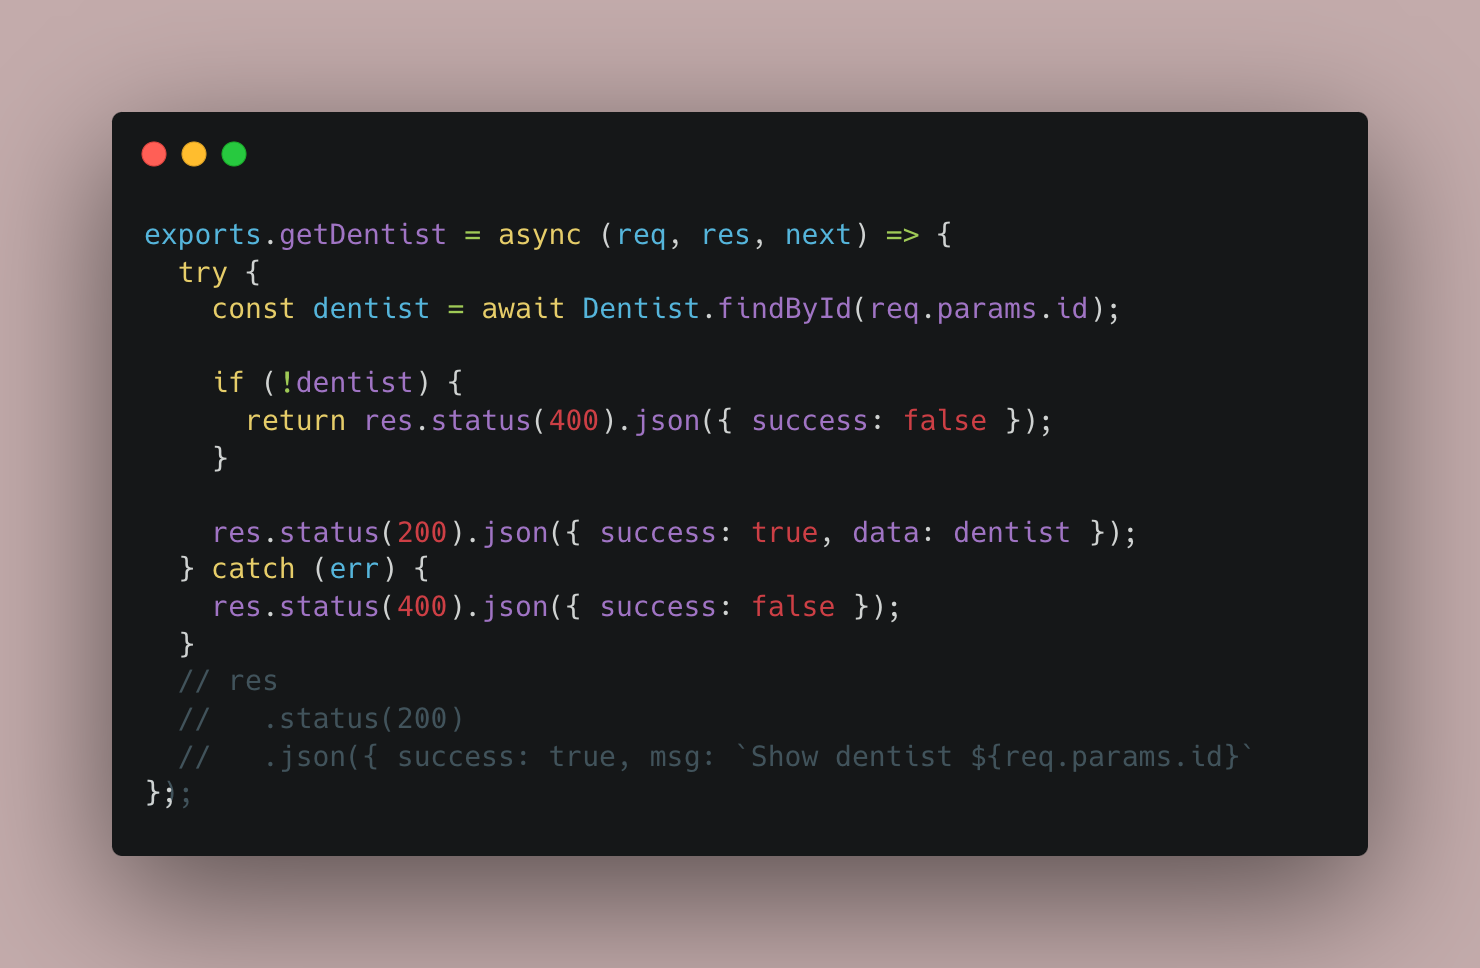 exports.getDentist = async (req, res, next) => {
  try {
    const dentist = await Dentist.findById(req.params.id);

    if (!dentist) {
      return res.status(400).json({ success: false });
    }

    res.status(200).json({ success: true, data: dentist });
  } catch (err) {
    res.status(400).json({ success: false });
  }
  // res
  //   .status(200)
  //   .json({ success: true, msg: `Show dentist ${req.params.id}`
};);